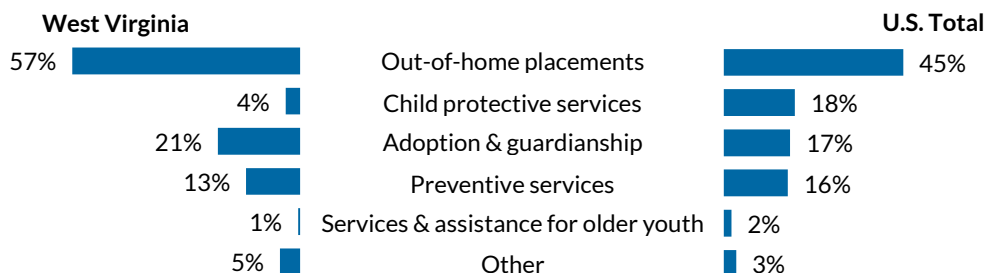 West Virginia U.S. Total
57% Out-of-home placements 45%
4% Child protective services 18%
21% Adoption & guardianship 17%
13% Preventive services 16%
1% Services & assistance for older youth 2%
5% Other 3%